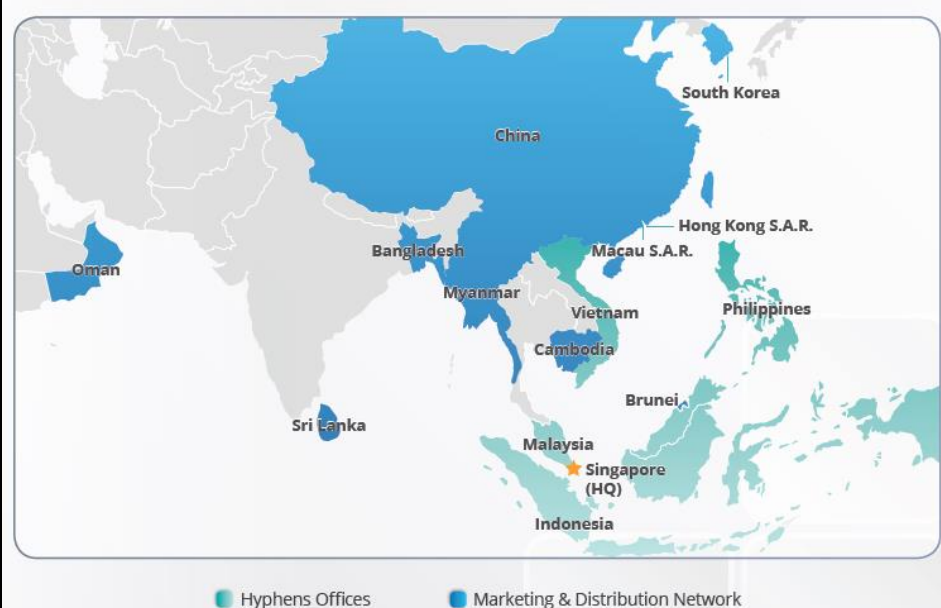 South Korea
China
Hong Kong S.A.R.
Macau S.A.R.
Bangladesh
Oman
Myanmar
Vietnam
Philippines
Cambodia
Brunei
Sri Lanka
Malaysia
Singapore
(HQ)
Indonesia
Hyphens Offices
Marketing & Distribution Network